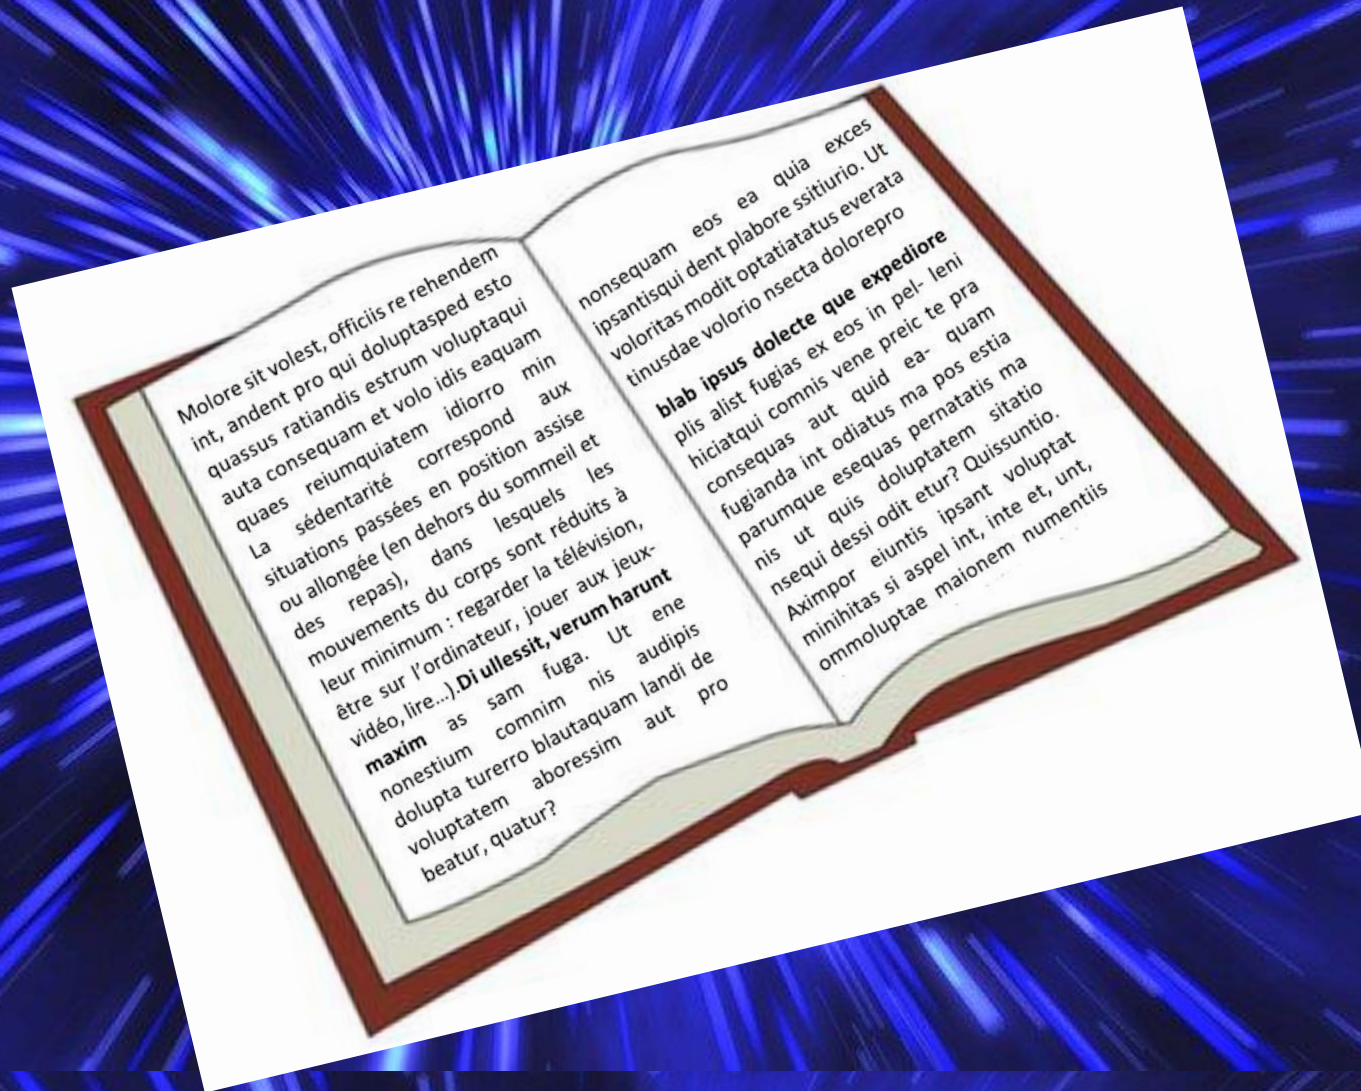 Molore sit volest, officiis re rehendem
int, andent pro qui doluptasped esto
quassus ratiandis estrum voluptaqui
auta consequam et volo idis eaquam
quaes reiumquiatem idiorro min
La sédentarité correspond aux
situations passées en position assise
ou allongée (en dehors du sommeil et
des repas), dans lesquels les
mouvements du corps sont réduits à
leur minimum : regarder la télévision,
être sur l’ordinateur, jouer aux jeux-
vidéo, lire...).Di ullessit, verum harunt
maxim as sam fuga. Ut ene
nonestium comnim nis audipis
dolupta turerro blautaquam landi de
voluptatem aboressim aut pro
beatur, quatur?
nonsequam eos ea quia exces
ipsantisqui dent plabore ssitiurio. Ut
voloritas modit optatiatatus everata
tinusdae volorio nsecta dolorepro
blab ipsus dolecte que expediore
plis alist fugias ex eos in pel- leni
hiciatqui comnis vene preic te pra
consequas aut quid ea- quam
fugianda int odiatus ma pos estia
parumque esequas pernatatis ma
nis ut quis doluptatem sitatio
nsequi dessi odit etur? Quissuntio.
Aximpor eiuntis ipsant voluptat
minihitas si aspel int, inte et, unt,
ommoluptae maionem numentiis